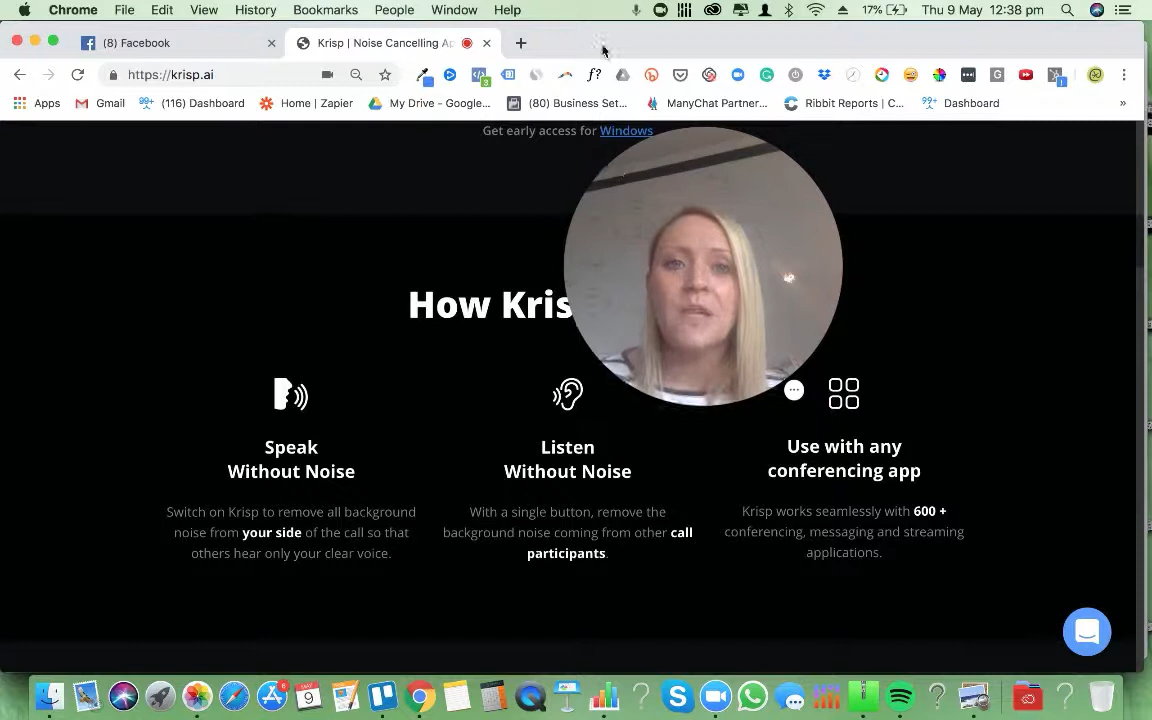 Chrome File Edit View History Bookmarks People Window Help 17% Thu 9 May 12:38 pm
(8) Facebook Krisp | Noise Cancelling Ap
https://krisp.ai f?
Apps Gmail (116) Dashboard Home | Zapier My Drive - Google... (80) Business Set... ManyChat Partner... Ribbit Reports | C... Dashboard »
Get early access for Windows
How Kris
Speak
Without Noise
Listen
Without Noise
Use with any
conferencing app
Switch on Krisp to remove all background
noise from your side of the call so that
others hear only your clear voice.
With a single button, remove the
background noise coming from other call
participants.
Krisp works seamlessly with 600 +
conferencing, messaging and streaming
applications.